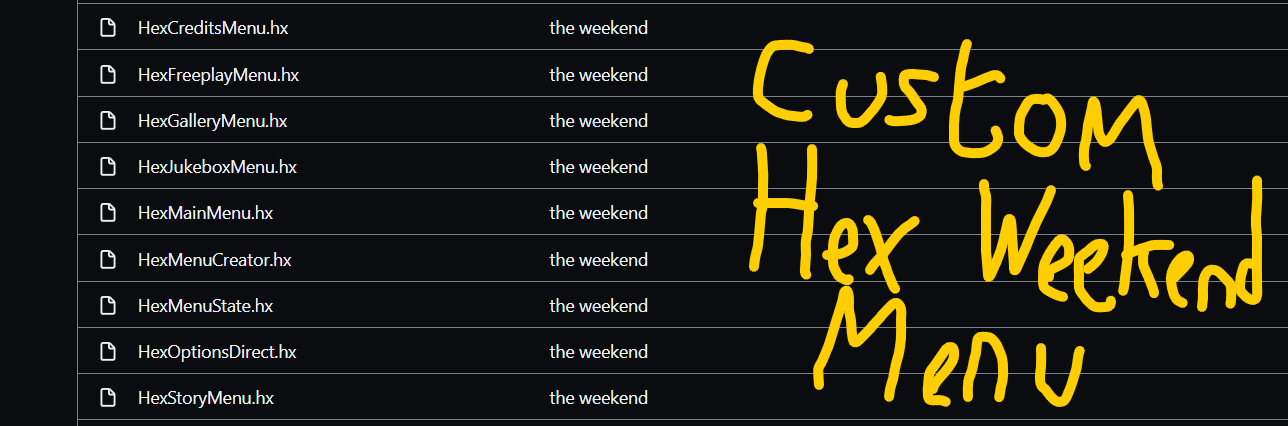 HexCreditsMenu.hx the weekend
HexFreeplayMenu.hx the weekend
HexGalleryMenu.hx the weekend
HexJukeboxMenu.hx the weekend
HexMainMenu.hx the weekend
HexMenuCreator.hx the weekend
HexMenuState.hx the weekend
HexOptionsDirect.hx the weekend
HexStoryMenu.hx the weekend
Custom
Hex Weekend
Menu